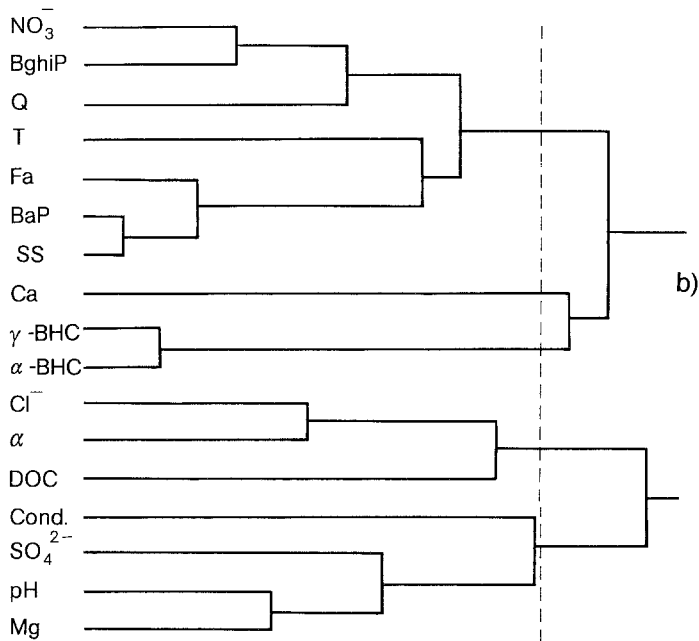 NO₃⁻
BghiP
Q
T
Fa
BaP
SS
Ca
b)
γ -BHC
α -BHC
Cl⁻
α
DOC
Cond.
SO₄²⁻
pH
Mg